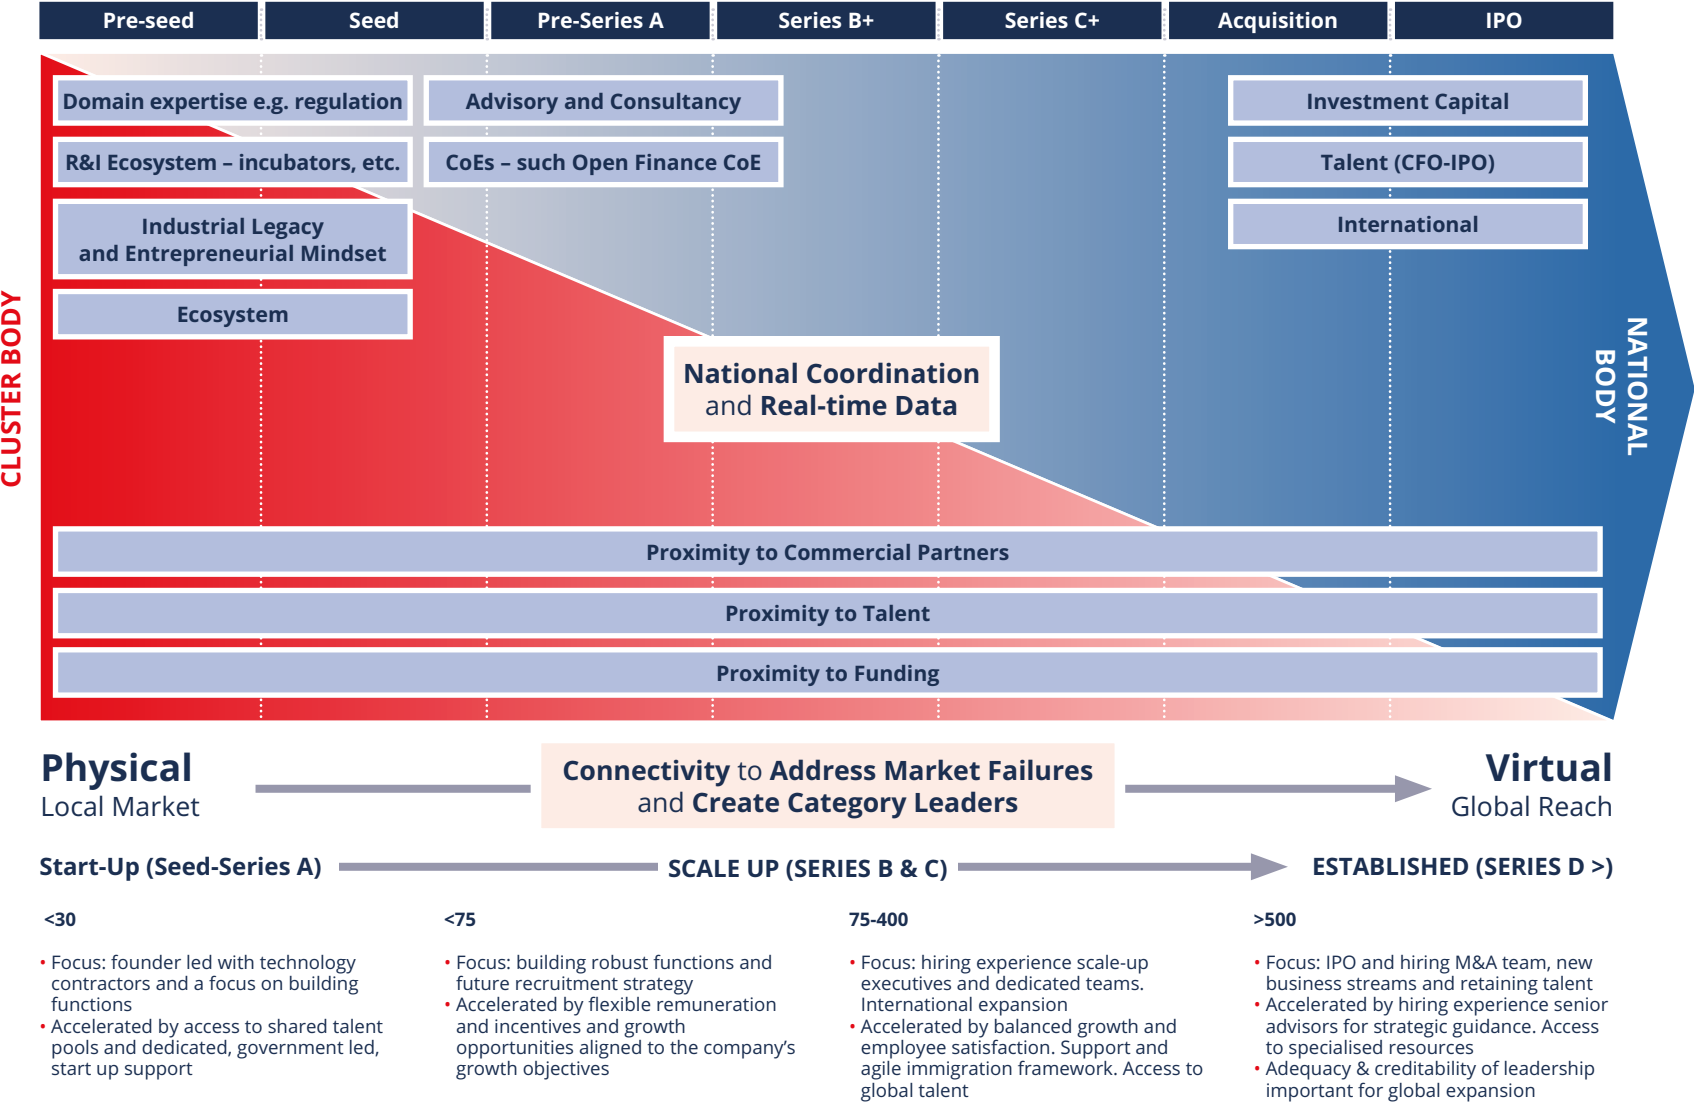 Pre-seed
Seed
Pre-Series A
Series B+
Series C+
Acquisition
IPO
Domain expertise e.g. regulation
R&I Ecosystem – incubators, etc.
Industrial Legacy
and Entrepreneurial Mindset
Ecosystem
Advisory and Consultancy
CoEs – such Open Finance CoE
Investment Capital
Talent (CFO-IPO)
International
CLUSTER BODY
NATIONAL
BODY
National Coordination
and Real-time Data
Proximity to Commercial Partners
Proximity to Talent
Proximity to Funding
Physical
Local Market
Connectivity to Address Market Failures
and Create Category Leaders
Virtual
Global Reach
Start-Up (Seed-Series A)
SCALE UP (SERIES B & C)
ESTABLISHED (SERIES D >)
<30
• Focus: founder led with technology
contractors and a focus on building
functions
• Accelerated by access to shared talent
pools and dedicated, government led,
start up support
<75
• Focus: building robust functions and
future recruitment strategy
• Accelerated by flexible remuneration
and incentives and growth
opportunities aligned to the company’s
growth objectives
75-400
• Focus: hiring experience scale-up
executives and dedicated teams.
International expansion
• Accelerated by balanced growth and
employee satisfaction. Support and
agile immigration framework. Access to
global talent
>500
• Focus: IPO and hiring M&A team, new
business streams and retaining talent
• Accelerated by hiring experience senior
advisors for strategic guidance. Access
to specialised resources
• Adequacy & creditability of leadership
important for global expansion